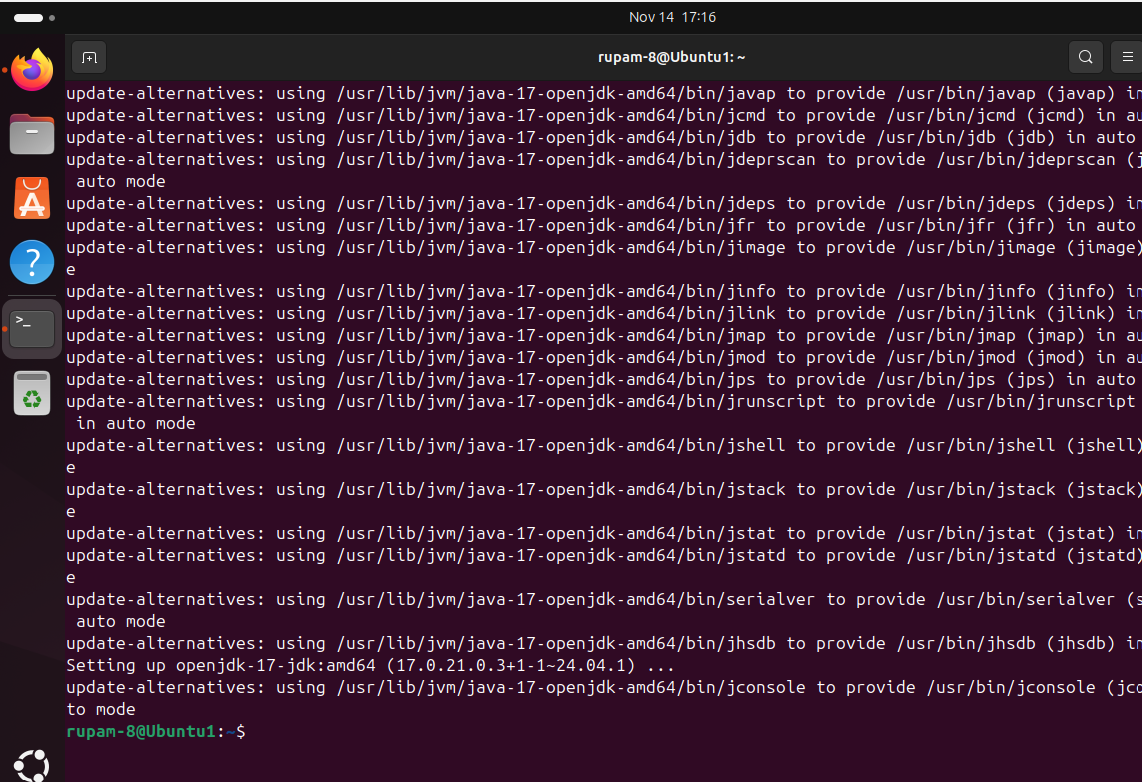 Nov 14 17:16
rupam-8@Ubuntu1: ~
update-alternatives: using /usr/lib/jvm/java-17-openjdk-amd64/bin/javap to provide /usr/bin/javap (javap) in
update-alternatives: using /usr/lib/jvm/java-17-openjdk-amd64/bin/jcmd to provide /usr/bin/jcmd (jcmd) in au
update-alternatives: using /usr/lib/jvm/java-17-openjdk-amd64/bin/jdb to provide /usr/bin/jdb (jdb) in auto
update-alternatives: using /usr/lib/jvm/java-17-openjdk-amd64/bin/jdeprscan to provide /usr/bin/jdeprscan (j
auto mode
update-alternatives: using /usr/lib/jvm/java-17-openjdk-amd64/bin/jdeps to provide /usr/bin/jdeps (jdeps) in
update-alternatives: using /usr/lib/jvm/java-17-openjdk-amd64/bin/jfr to provide /usr/bin/jfr (jfr) in auto
update-alternatives: using /usr/lib/jvm/java-17-openjdk-amd64/bin/jimage to provide /usr/bin/jimage (jimage)
e
update-alternatives: using /usr/lib/jvm/java-17-openjdk-amd64/bin/jinfo to provide /usr/bin/jinfo (jinfo) in
update-alternatives: using /usr/lib/jvm/java-17-openjdk-amd64/bin/jlink to provide /usr/bin/jlink (jlink) in
update-alternatives: using /usr/lib/jvm/java-17-openjdk-amd64/bin/jmap to provide /usr/bin/jmap (jmap) in au
update-alternatives: using /usr/lib/jvm/java-17-openjdk-amd64/bin/jmod to provide /usr/bin/jmod (jmod) in au
update-alternatives: using /usr/lib/jvm/java-17-openjdk-amd64/bin/jps to provide /usr/bin/jps (jps) in auto
update-alternatives: using /usr/lib/jvm/java-17-openjdk-amd64/bin/jrunscript to provide /usr/bin/jrunscript
in auto mode
update-alternatives: using /usr/lib/jvm/java-17-openjdk-amd64/bin/jshell to provide /usr/bin/jshell (jshell)
e
update-alternatives: using /usr/lib/jvm/java-17-openjdk-amd64/bin/jstack to provide /usr/bin/jstack (jstack)
e
update-alternatives: using /usr/lib/jvm/java-17-openjdk-amd64/bin/jstat to provide /usr/bin/jstat (jstat) in
update-alternatives: using /usr/lib/jvm/java-17-openjdk-amd64/bin/jstatd to provide /usr/bin/jstatd (jstatd)
e
update-alternatives: using /usr/lib/jvm/java-17-openjdk-amd64/bin/serialver to provide /usr/bin/serialver (s
auto mode
update-alternatives: using /usr/lib/jvm/java-17-openjdk-amd64/bin/jhsdb to provide /usr/bin/jhsdb (jhsdb) in
Setting up openjdk-17-jdk:amd64 (17.0.21.0.3+1-1~24.04.1) ...
update-alternatives: using /usr/lib/jvm/java-17-openjdk-amd64/bin/jconsole to provide /usr/bin/jconsole (jco
to mode
rupam-8@Ubuntu1:~$